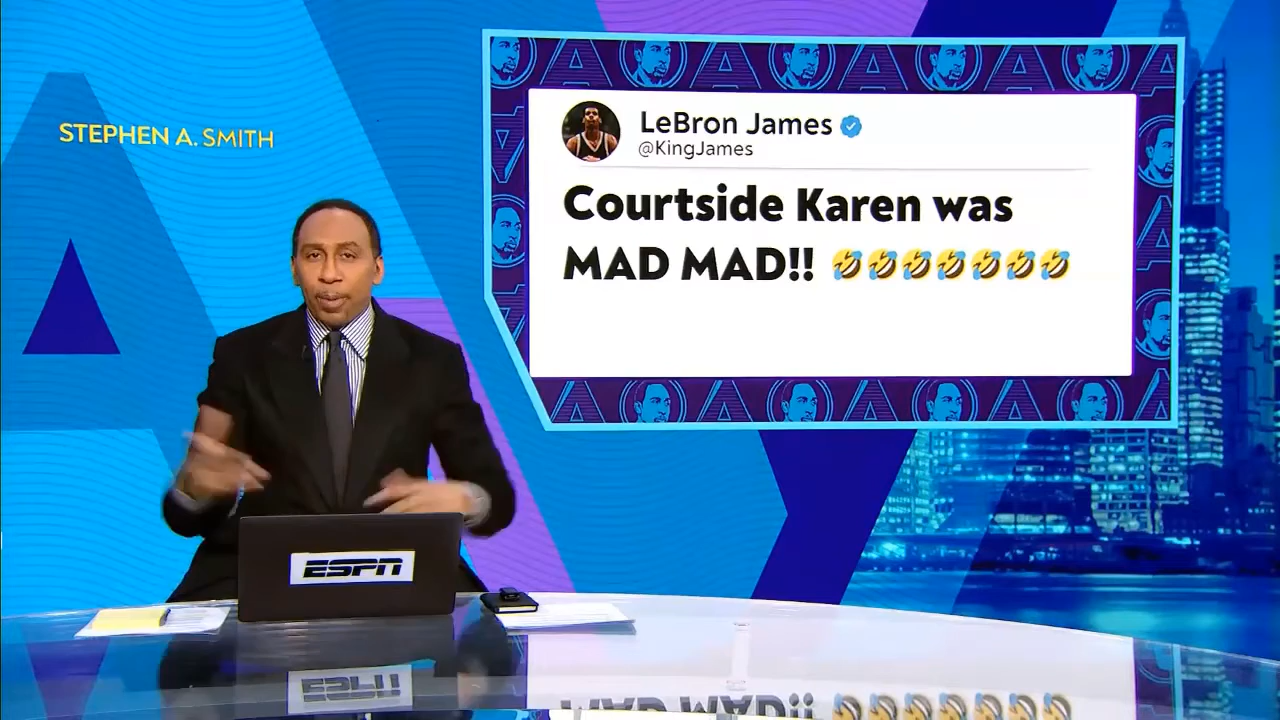 STEPHEN A. SMITH
LeBron James
@KingJames
Courtside Karen was
MAD MAD!! 🤣🤣🤣🤣🤣🤣🤣
ESPN